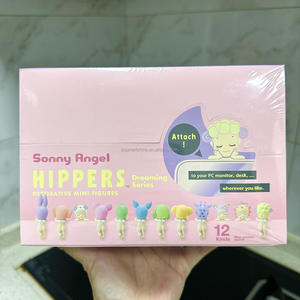 Attach
!
Sonny Angel
HIPPERS
Dreaming
Series
DECORATIVE MINI FIGURES
to your PC monitor, desk, ....
wherever you like.
12
Kinds